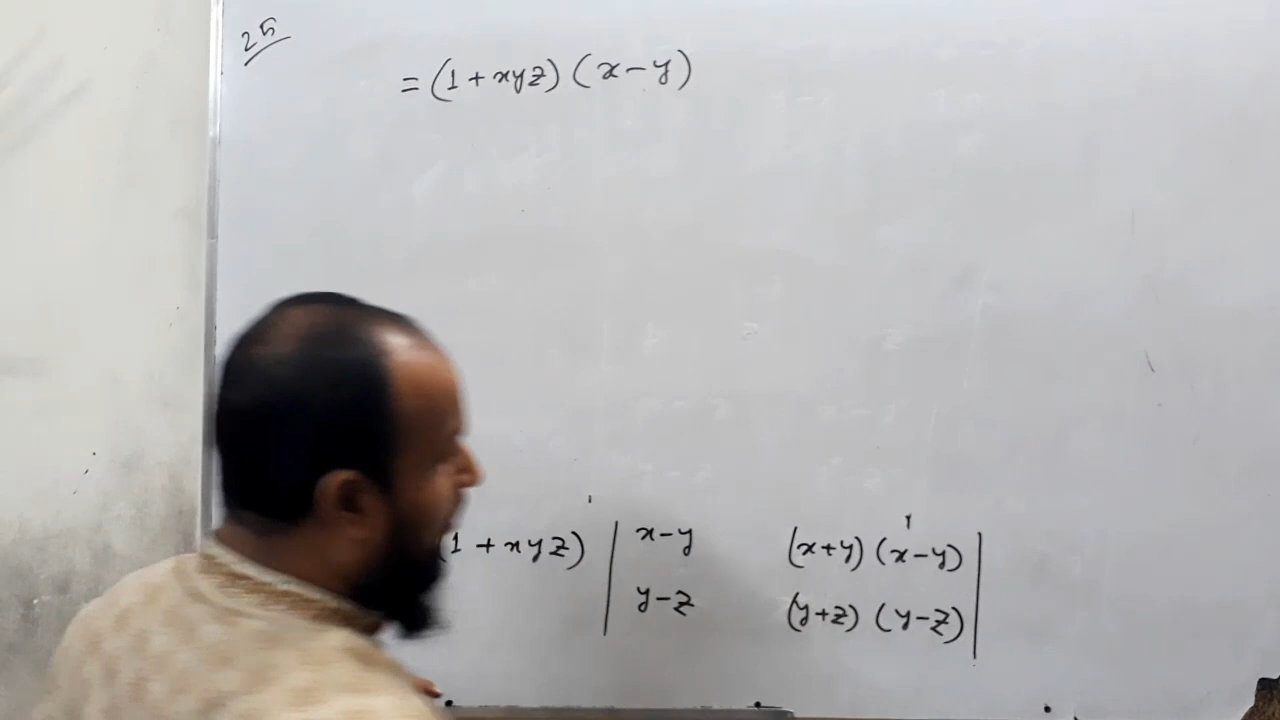 25
= (1 + xyz) (x - y)
(1 + xyz) | x-y (x+y) (x-y) |
| y-z (y+z) (y-z) |